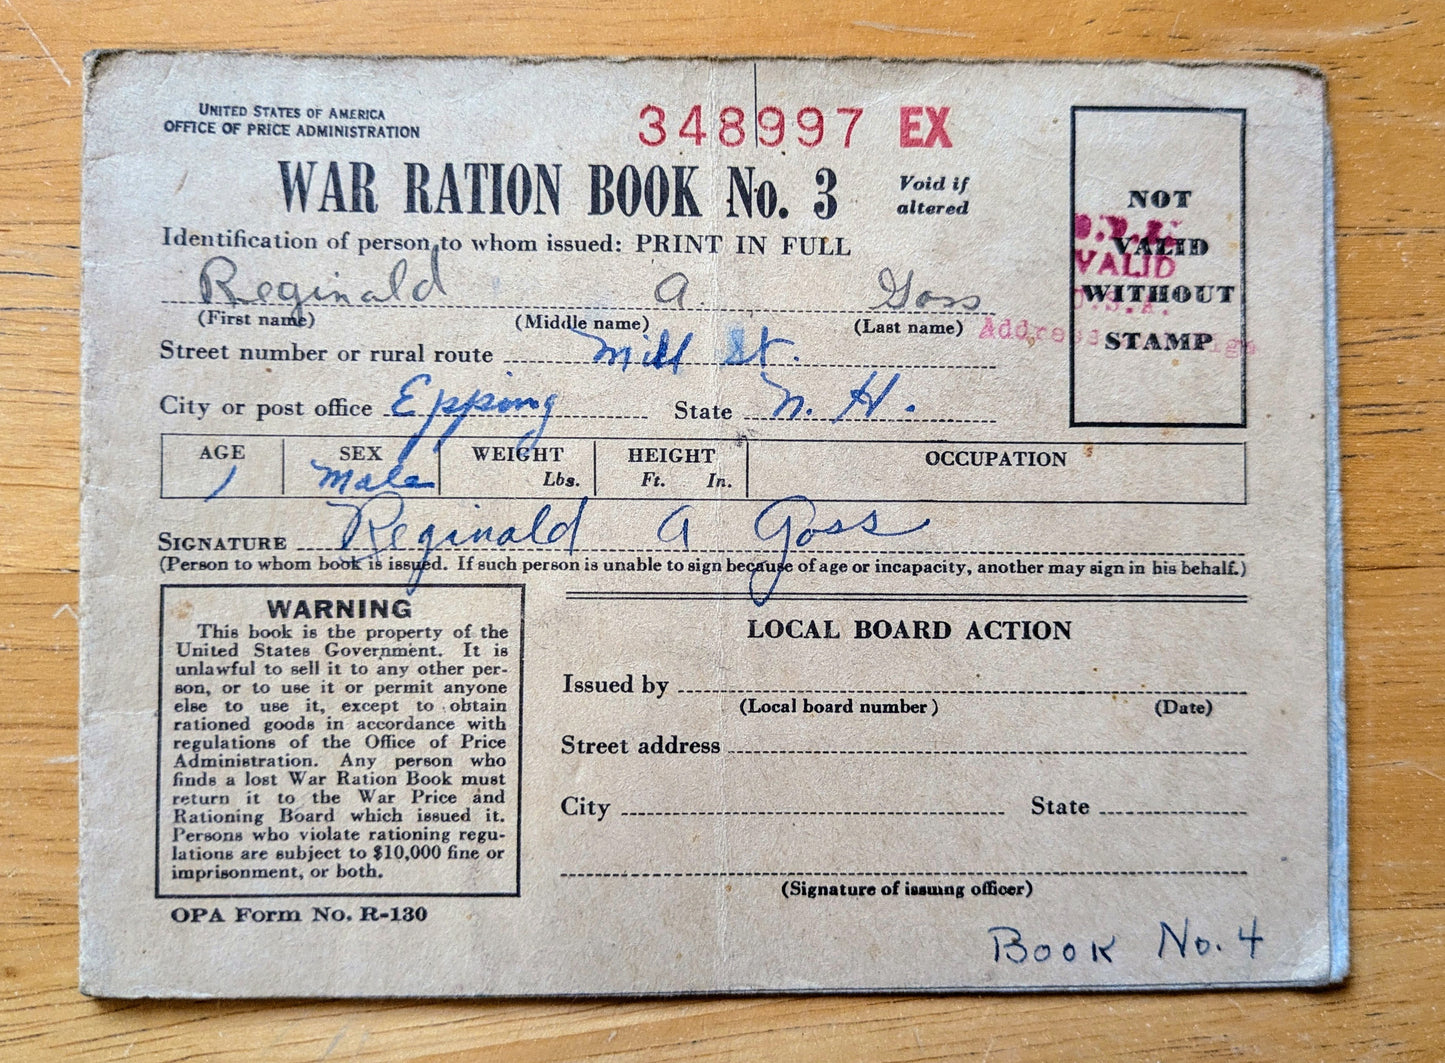 UNITED STATES OF AMERICA
OFFICE OF PRICE ADMINISTRATION
348997 EX
WAR RATION BOOK No. 3
Void if
altered
Identification of person to whom issued: PRINT IN FULL
Reginald A. Goss
(First name) (Middle name) (Last name)
Street number or rural route Mill St.
City or post office Epping State N. H.
NOT
VALID
WITHOUT
STAMP
VALID
U.S.A.
AGE SEX WEIGHT HEIGHT OCCUPATION
1 Male Lbs. Ft. In.
SIGNATURE Reginald A Goss
(Person to whom book is issued. If such person is unable to sign because of age or incapacity, another may sign in his behalf.)
WARNING
This book is the property of the
United States Government. It is
unlawful to sell it to any other per-
son, or to use it or permit anyone
else to use it, except to obtain
rationed goods in accordance with
regulations of the Office of Price
Administration. Any person who
finds a lost War Ration Book must
return it to the War Price and
Rationing Board which issued it.
Persons who violate rationing regu-
lations are subject to $10,000 fine or
imprisonment, or both.
OPA Form No. R-130
LOCAL BOARD ACTION
Issued by
(Local board number) (Date)
Street address
City State
(Signature of issuing officer)
Book No. 4